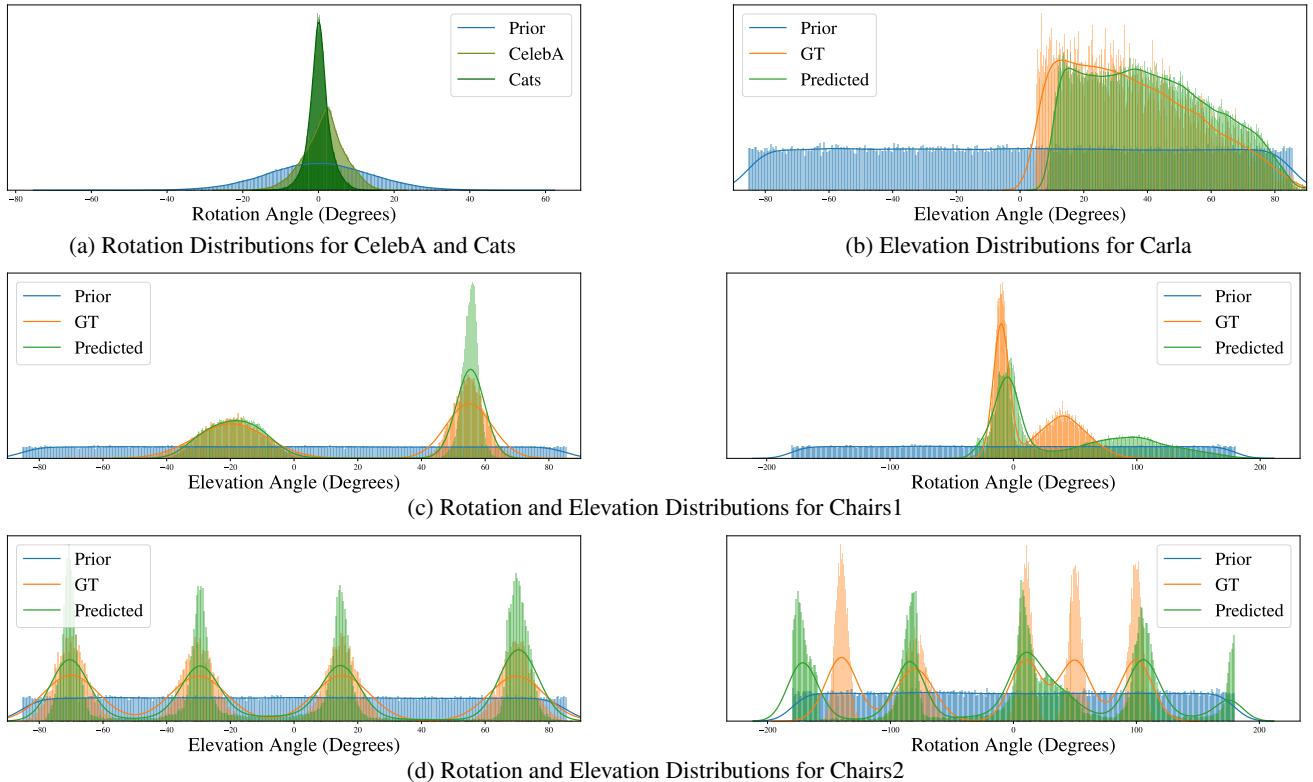 Prior
CelebA
Cats
−80 −60 −40 −20 0 20 40 60
Rotation Angle (Degrees)
(a) Rotation Distributions for CelebA and Cats
Prior
GT
Predicted
−80 −60 −40 −20 0 20 40 60 80
Elevation Angle (Degrees)
(b) Elevation Distributions for Carla
Prior
GT
Predicted
−80 −60 −40 −20 0 20 40 60 80
Elevation Angle (Degrees)
Prior
GT
Predicted
−200 −100 0 100 200
Rotation Angle (Degrees)
(c) Rotation and Elevation Distributions for Chairs1
Prior
GT
Predicted
−80 −60 −40 −20 0 20 40 60 80
Elevation Angle (Degrees)
Prior
GT
Predicted
−200 −100 0 100 200
Rotation Angle (Degrees)
(d) Rotation and Elevation Distributions for Chairs2